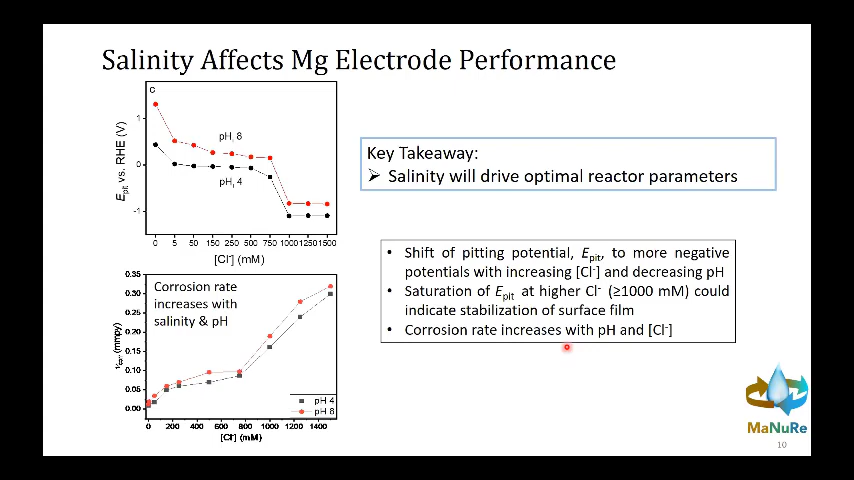 Salinity Affects Mg Electrode Performance
c
E_pit vs. RHE (V)
1
0
-1
pH_i 8
pH_i 4
0 5 50 150 250 500 750 1000 1250 1500
[Cl⁻] (mM)
Key Takeaway:
➢ Salinity will drive optimal reactor parameters
• Shift of pitting potential, E_pit, to more negative
potentials with increasing [Cl⁻] and decreasing pH
• Saturation of E_pit at higher Cl⁻ (≥1000 mM) could
indicate stabilization of surface film
• Corrosion rate increases with pH and [Cl⁻]
0.35
0.30
0.25
0.20
0.15
0.10
0.05
0.00
Corrosion rate
increases with
salinity & pH
pH 4
pH 8
0 200 400 600 800 1000 1200 1400
[Cl⁻] (mM)
MaNuRe
10